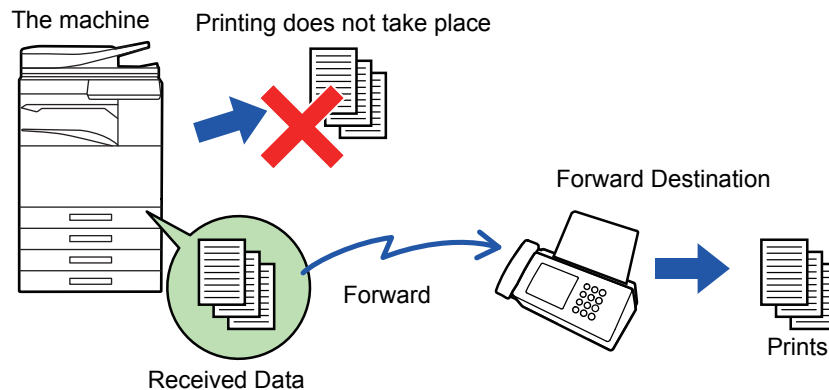 The machine
Printing does not take place
Forward Destination
Forward
Prints
Received Data